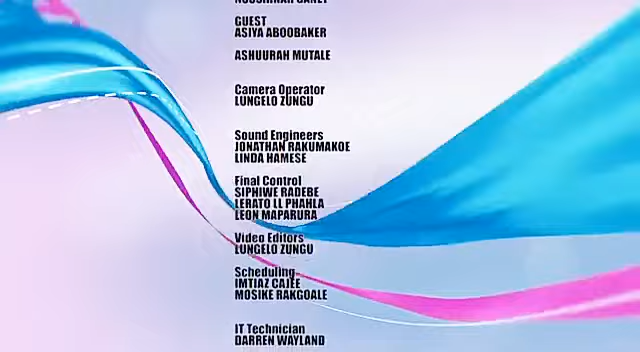 GUEST
ASIYA ABOOBAKER
ASHUURAH MUTALE
Camera Operator
LUNGELO ZUNGU
Sound Engineers
JONATHAN RAKUMAKOE
LINDA HAMESE
Final Control
SIPHIWE RADEBE
LERATO LL PHAHLA
LEON MAPARURA
Video Editors
LUNGELO ZUNGU
Scheduling
IMTIAZ CAJEE
MOSIKE RAKGOALE
IT Technician
DARREN WAYLAND